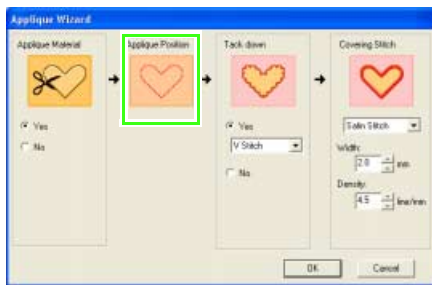 Applique Wizard
Applique Material
Applique Position
Tack down
Covering Stitch
Yes
No
Yes
V Stitch
No
Satin Stitch
Width:
2.0 mm
Density:
4.5 line/mm
OK
Cancel